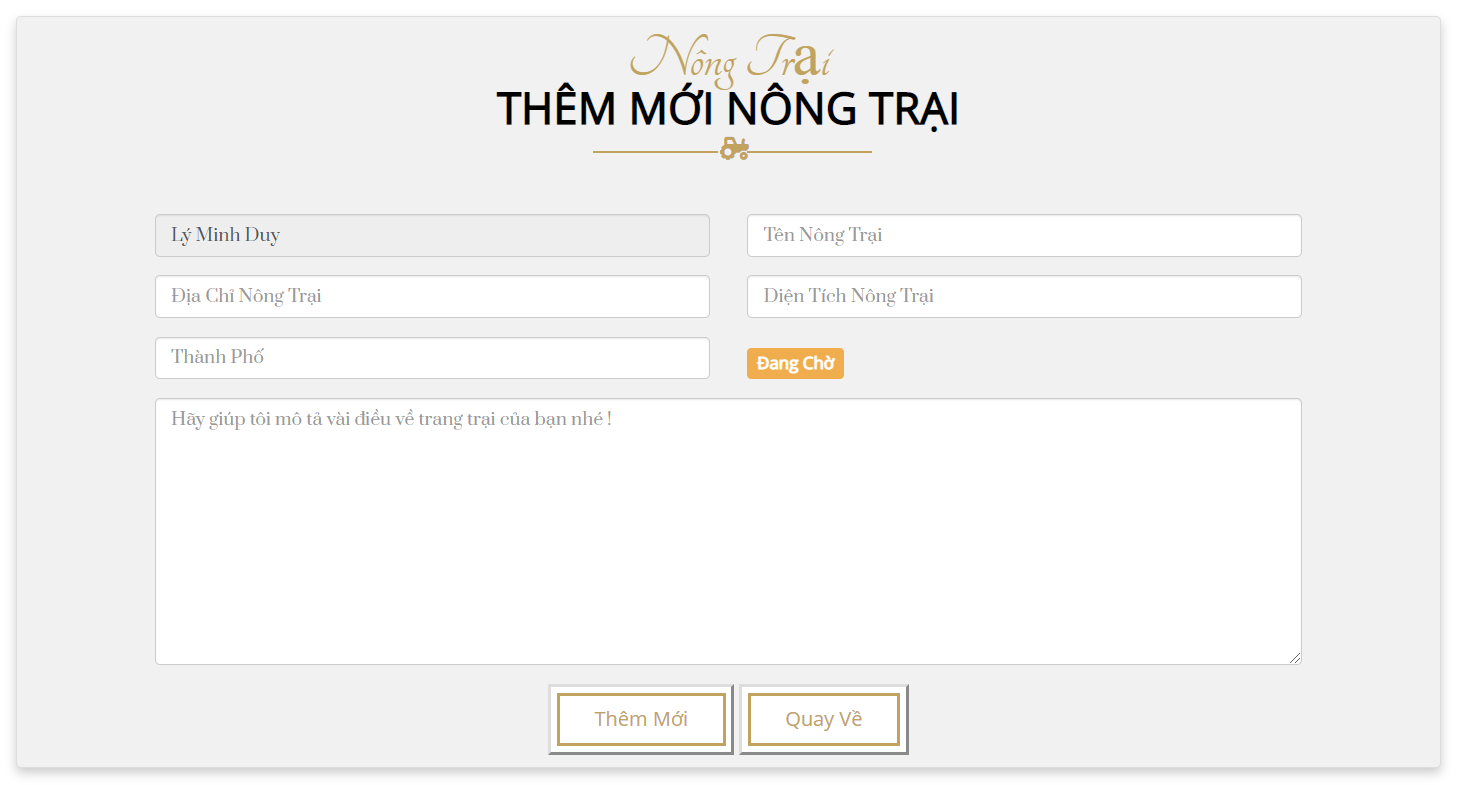 Nông Trại
THÊM MỚI NÔNG TRẠI
Lý Minh Duy
Tên Nông Trại
Địa Chỉ Nông Trại
Diện Tích Nông Trại
Thành Phố
Đang Chờ
Hãy giúp tôi mô tả vài điều về trang trại của bạn nhé !
Thêm Mới
Quay Về